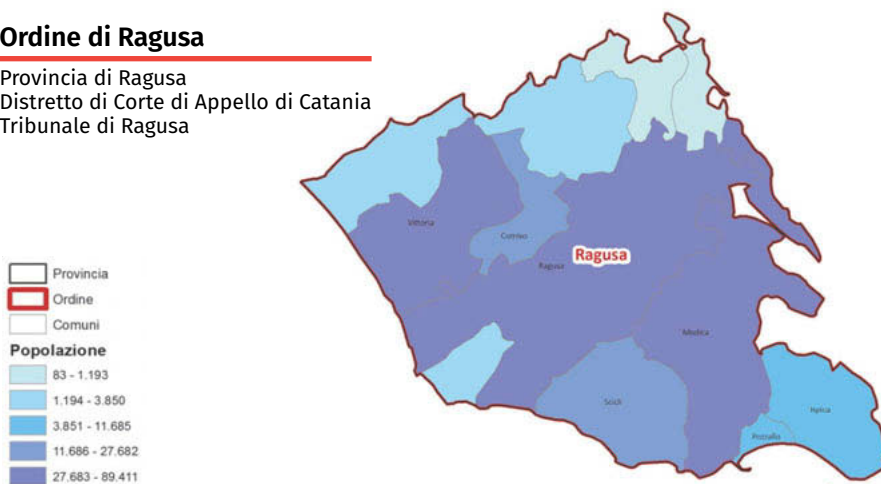 Ordine di Ragusa
Provincia di Ragusa
Distretto di Corte di Appello di Catania
Tribunale di Ragusa
Vittoria
Comiso
Ragusa
Ragusa
Modica
Scicli
Ispica
Pozzallo
Provincia
Ordine
Comuni
Popolazione
83 - 1.193
1.194 - 3.850
3.851 - 11.685
11.686 - 27.682
27.683 - 89.411